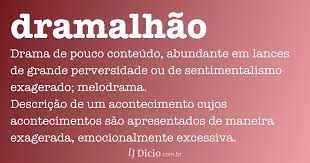 dramalhão
Drama de pouco conteúdo, abundante em lances
de grande perversidade ou de sentimentalismo
exagerado; melodrama.
Descrição de um acontecimento cujos
acontecimentos são apresentados de maneira
exagerada, emocionalmente excessiva.
Dicio.com.br